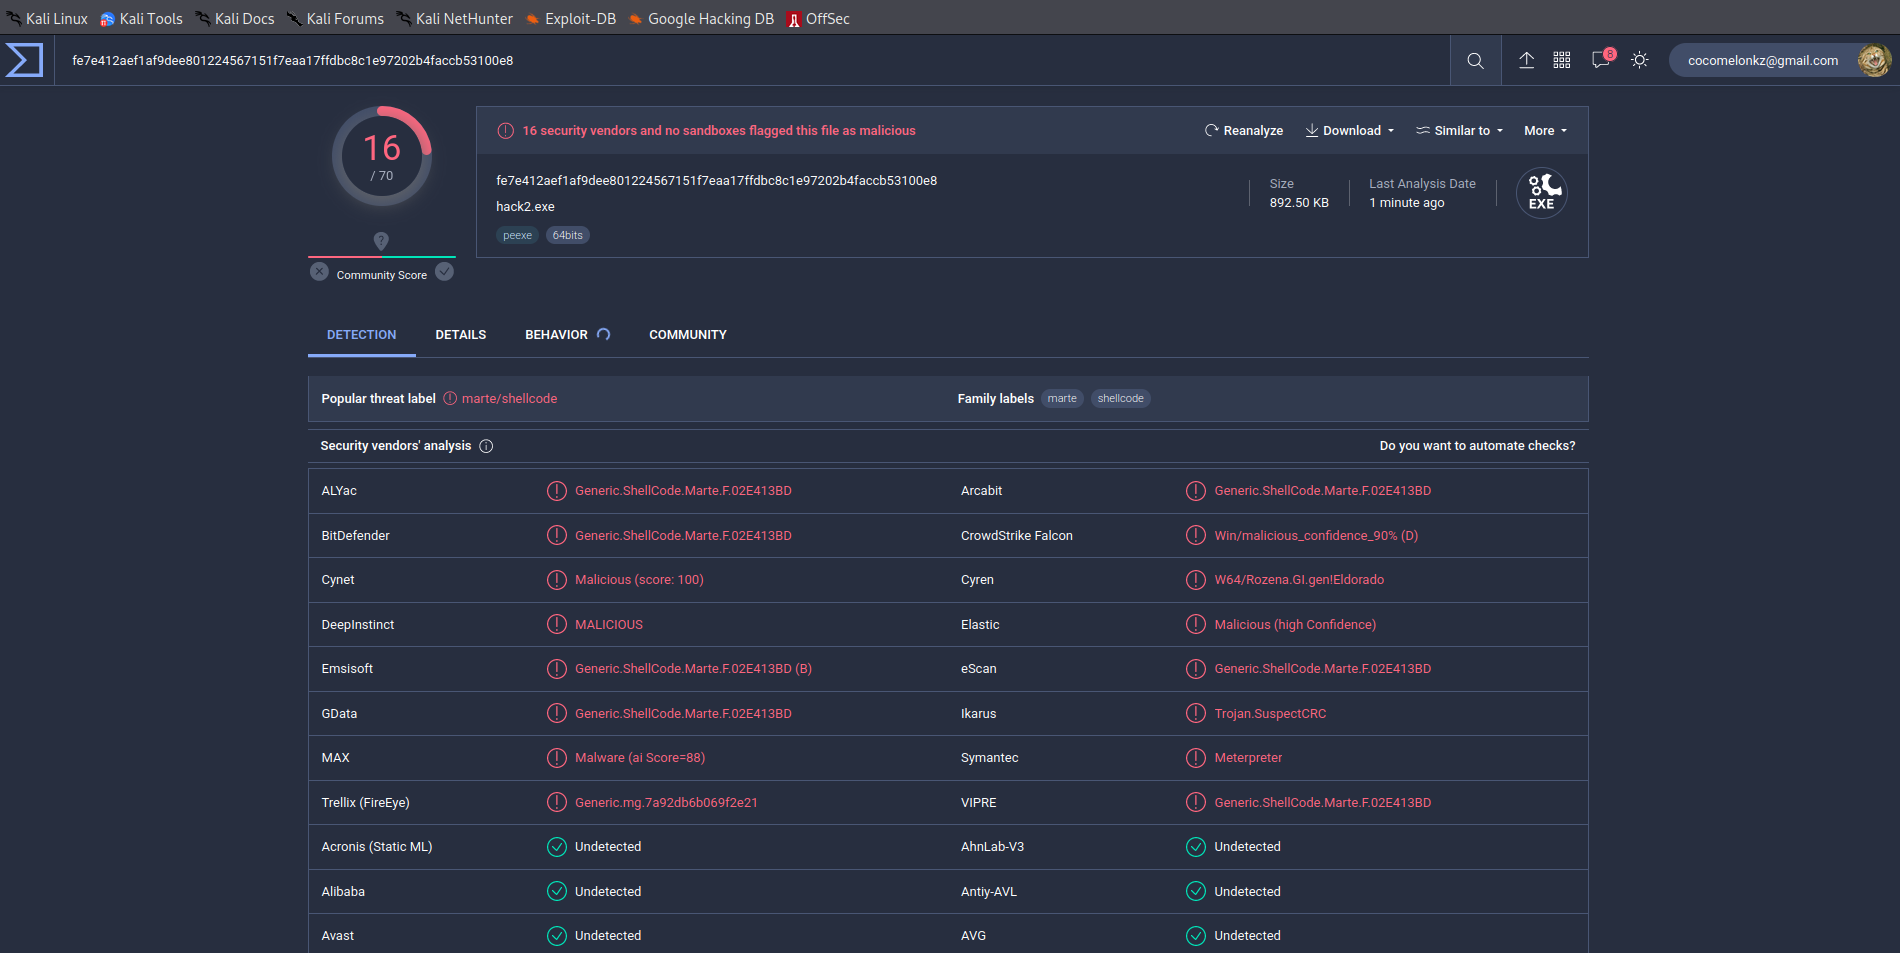 Kali Linux Kali Tools Kali Docs Kali Forums Kali NetHunter Exploit-DB Google Hacking DB OffSec
fe7e412aef1af9dee801224567151f7eaa17ffdbc8c1e97202b4faccb53100e8 8 cocomelonkz@gmail.com
16
/ 70
? Community Score
16 security vendors and no sandboxes flagged this file as malicious Reanalyze Download Similar to More
fe7e412aef1af9dee801224567151f7eaa17ffdbc8c1e97202b4faccb53100e8
hack2.exe
peexe 64bits
Size
892.50 KB
Last Analysis Date
1 minute ago
EXE
DETECTION DETAILS BEHAVIOR COMMUNITY
Popular threat label marte/shellcode Family labels marte shellcode
Security vendors' analysis Do you want to automate checks?
ALYac Generic.ShellCode.Marte.F.02E413BD Arcabit Generic.ShellCode.Marte.F.02E413BD
BitDefender Generic.ShellCode.Marte.F.02E413BD CrowdStrike Falcon Win/malicious_confidence_90% (D)
Cynet Malicious (score: 100) Cyren W64/Rozena.GI.gen!Eldorado
DeepInstinct MALICIOUS Elastic Malicious (high Confidence)
Emsisoft Generic.ShellCode.Marte.F.02E413BD (B) eScan Generic.ShellCode.Marte.F.02E413BD
GData Generic.ShellCode.Marte.F.02E413BD Ikarus Trojan.SuspectCRC
MAX Malware (ai Score=88) Symantec Meterpreter
Trellix (FireEye) Generic.mg.7a92db6b069f2e21 VIPRE Generic.ShellCode.Marte.F.02E413BD
Acronis (Static ML) Undetected AhnLab-V3 Undetected
Alibaba Undetected Antiy-AVL Undetected
Avast Undetected AVG Undetected